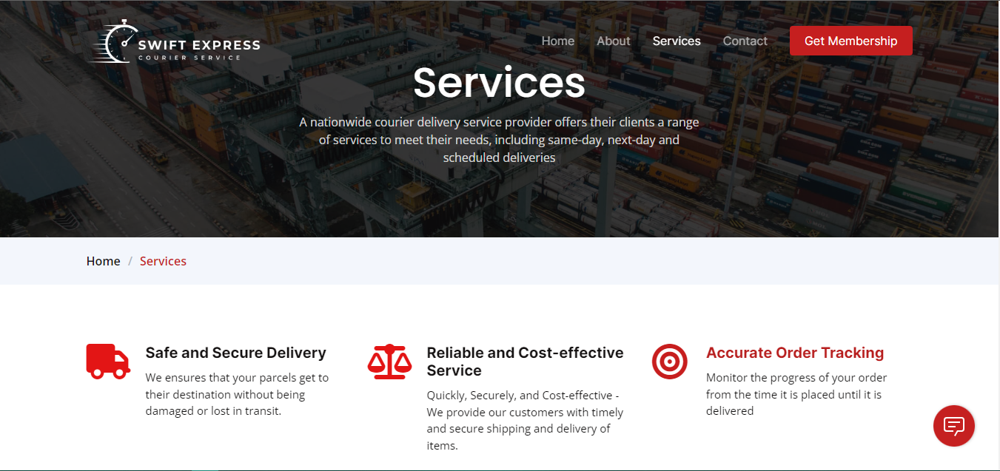 SWIFT EXPRESS
COURIER SERVICE
Home About Services Contact Get Membership
Services
A nationwide courier delivery service provider offers their clients a range
of services to meet their needs, including same-day, next-day and
scheduled deliveries
Home / Services
Safe and Secure Delivery
We ensures that your parcels get to
their destination without being
damaged or lost in transit.
Reliable and Cost-effective
Service
Quickly, Securely, and Cost-effective -
We provide our customers with timely
and secure shipping and delivery of
items.
Accurate Order Tracking
Monitor the progress of your order
from the time it is placed until it is
delivered